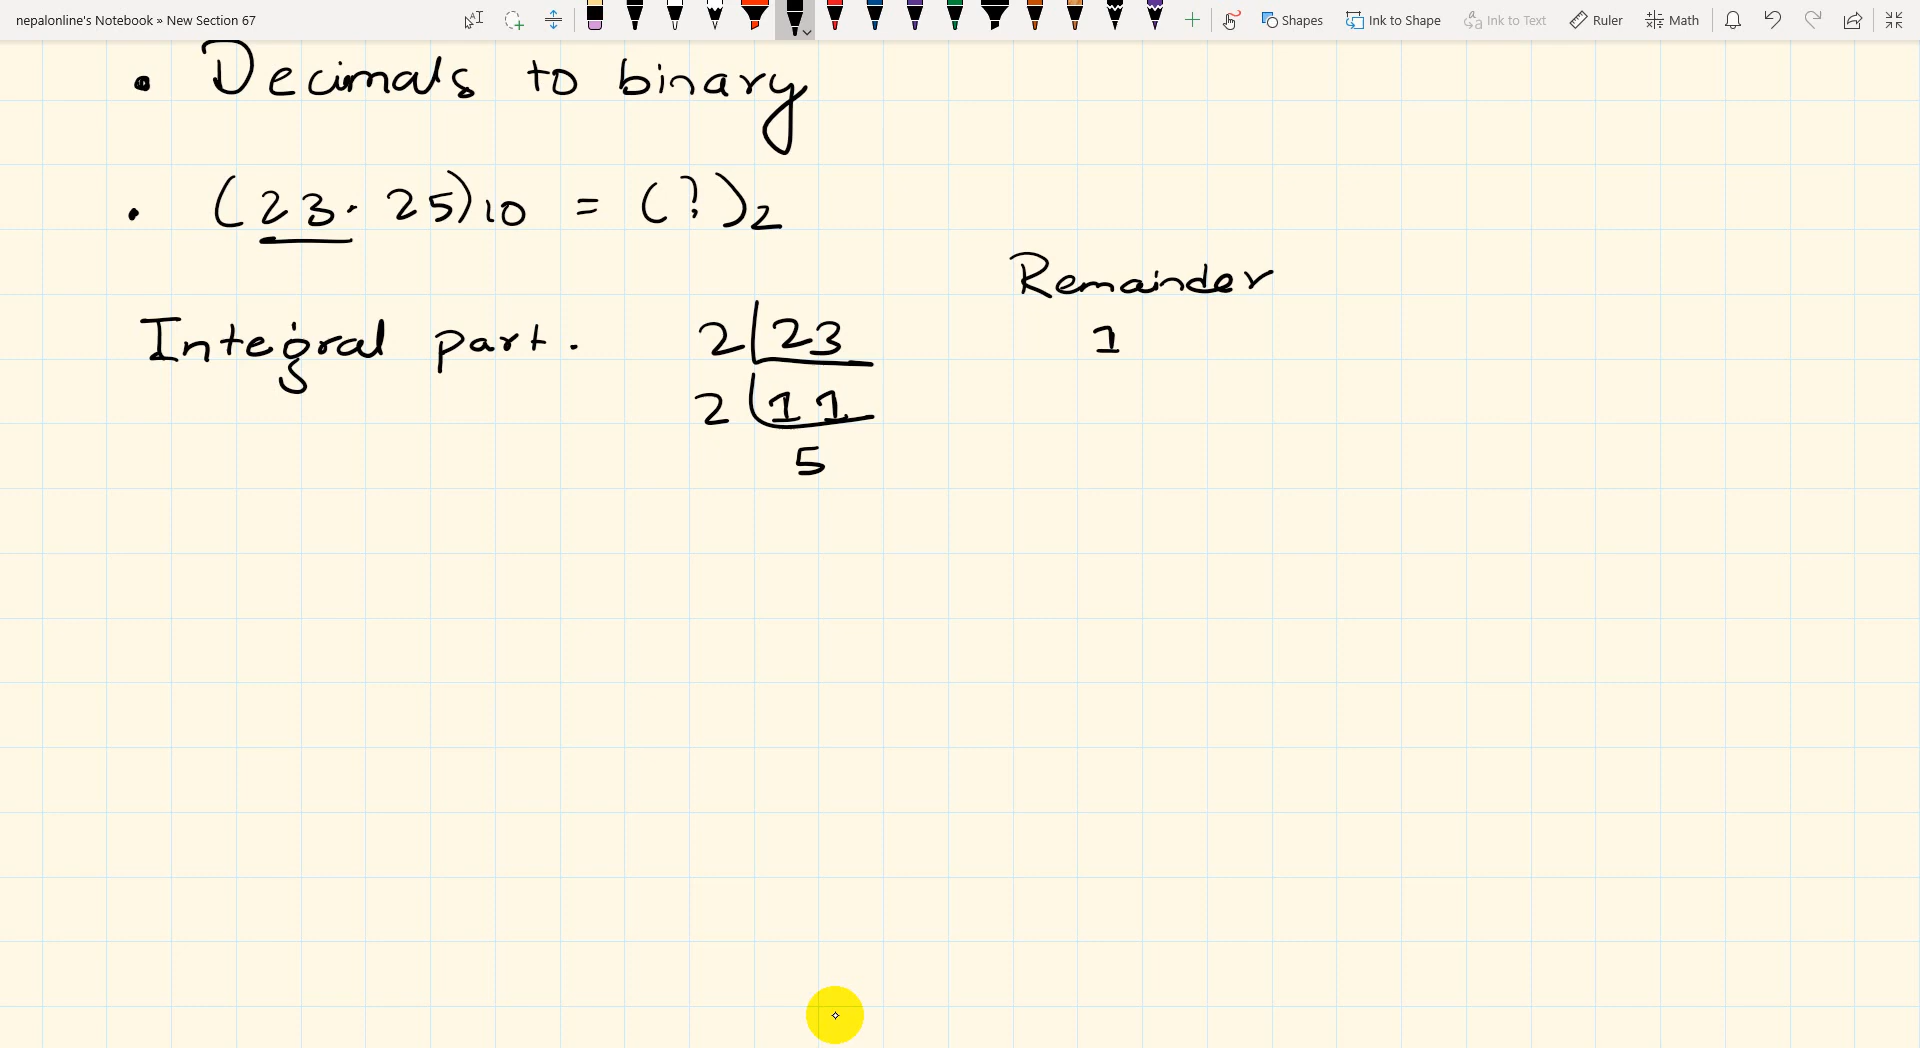 nepalonline's Notebook » New Section 67 Shapes Ink to Shape Ink to Text Ruler Math
• Decimals to binary
• (23.25)10 = (?)2
Remainder
Integral part. 2 23 1
2 11
5